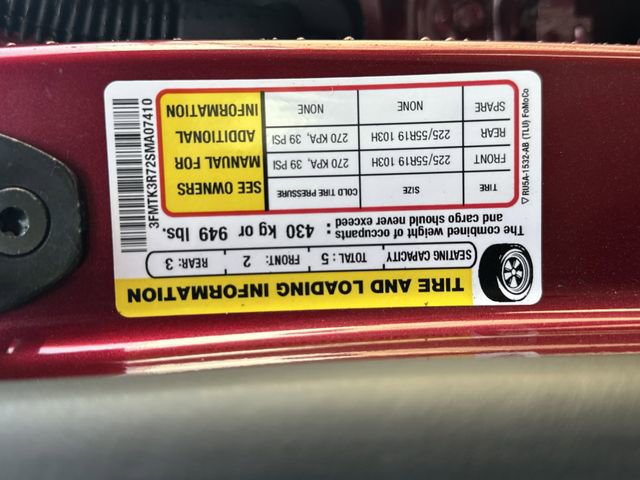 TIRE AND LOADING INFORMATION
SEATING CAPACITY TOTAL : 5 FRONT: 2 REAR: 3
The combined weight of occupants and cargo should never exceed : 430 kg or 949 lbs.
TIRE SIZE COLD TIRE PRESSURE
FRONT 225/55R19 103H 270 KPA, 39 PSI
REAR 225/55R19 103H 270 KPA, 39 PSI
SPARE NONE NONE
SEE OWNERS
MANUAL FOR
ADDITIONAL
INFORMATION
3FMTK3R72SMA07410
▽RU5A-1532-AB (TLU) FoMoCo